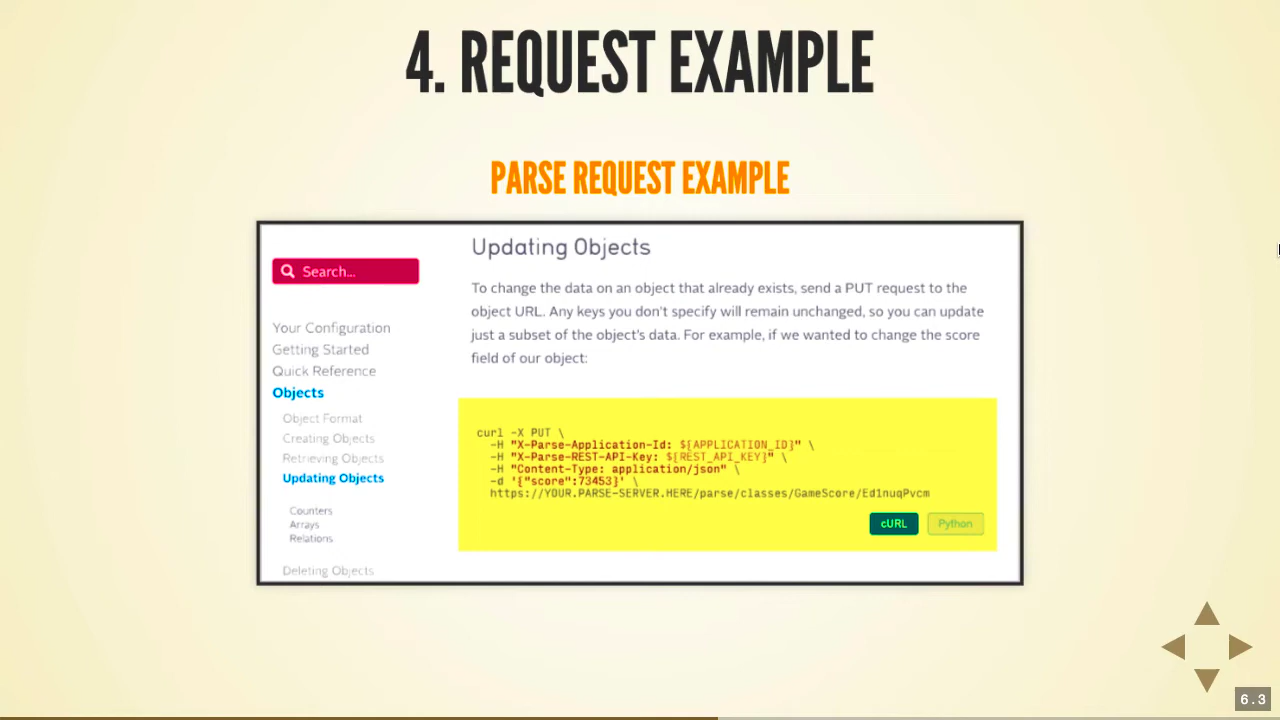 4. REQUEST EXAMPLE
PARSE REQUEST EXAMPLE
Search...
Your Configuration
Getting Started
Quick Reference
Objects
Object Format
Creating Objects
Retrieving Objects
Updating Objects
Counters
Arrays
Relations
Deleting Objects
Updating Objects
To change the data on an object that already exists, send a PUT request to the
object URL. Any keys you don't specify will remain unchanged, so you can update
just a subset of the object's data. For example, if we wanted to change the score
field of our object:
curl -X PUT \
-H "X-Parse-Application-Id: ${APPLICATION_ID}" \
-H "X-Parse-REST-API-Key: ${REST_API_KEY}" \
-H "Content-Type: application/json" \
-d '{"score":73453}' \
https://YOUR.PARSE-SERVER.HERE/parse/classes/GameScore/Ed1nuqPvcm
cURL
Python
6.3